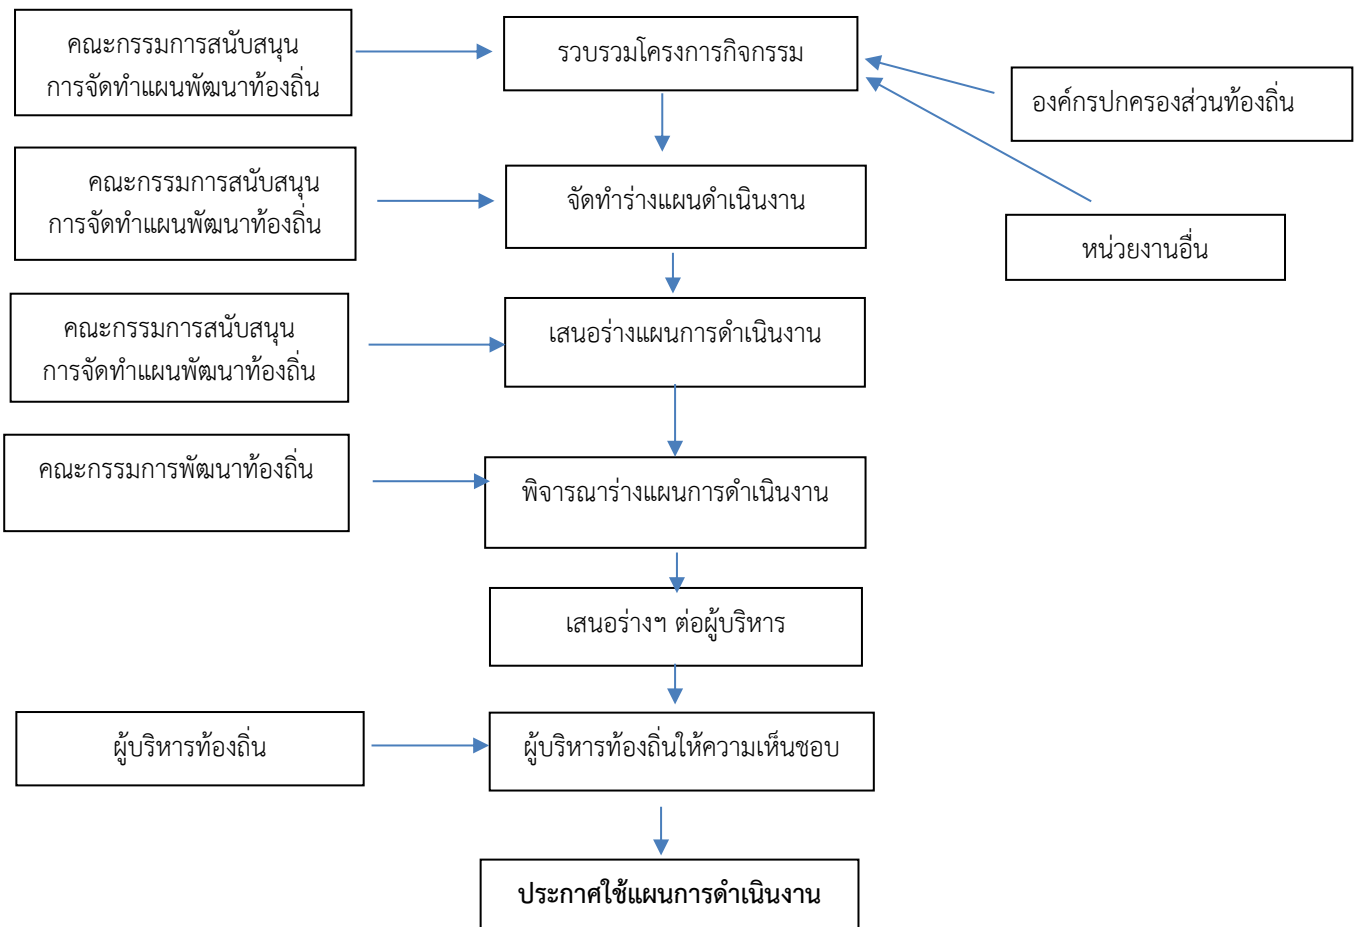 คณะกรรมการสนับสนุน
การจัดทำแผนพัฒนาท้องถิ่น
รวบรวมโครงการกิจกรรม
องค์กรปกครองส่วนท้องถิ่น
คณะกรรมการสนับสนุน
การจัดทำแผนพัฒนาท้องถิ่น
จัดทำร่างแผนดำเนินงาน
หน่วยงานอื่น
คณะกรรมการสนับสนุน
การจัดทำแผนพัฒนาท้องถิ่น
เสนอร่างแผนการดำเนินงาน
คณะกรรมการพัฒนาท้องถิ่น
พิจารณาร่างแผนการดำเนินงาน
เสนอร่างฯ ต่อผู้บริหาร
ผู้บริหารท้องถิ่น
ผู้บริหารท้องถิ่นให้ความเห็นชอบ
ประกาศใช้แผนการดำเนินงาน